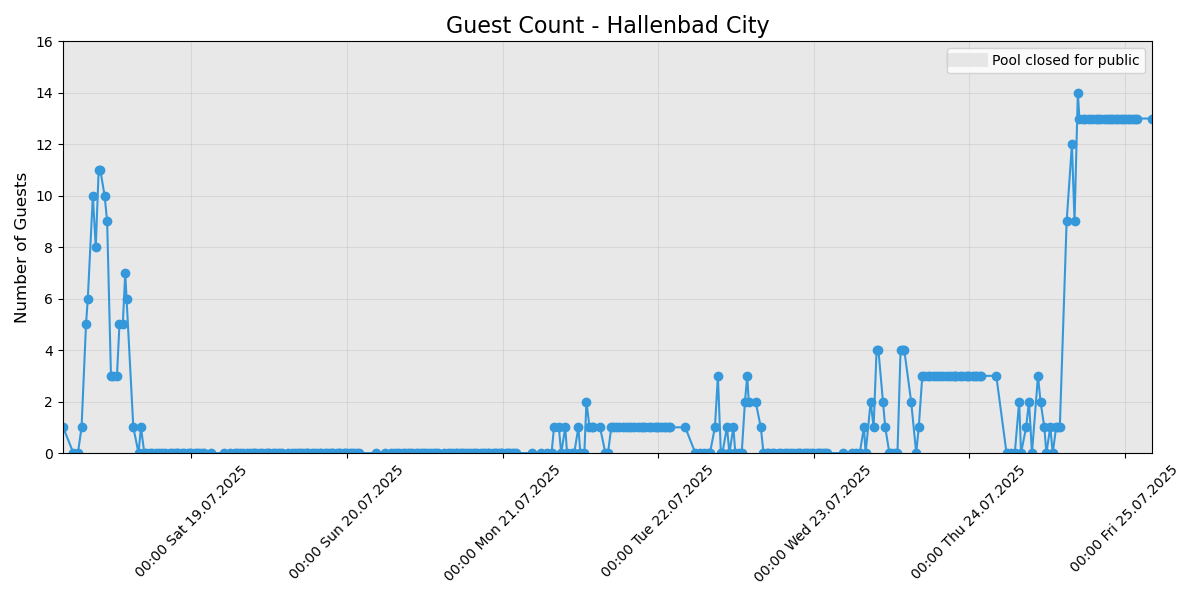 Guest Count - Hallenbad City
Pool closed for public
Number of Guests
16
14
12
10
8
6
4
2
0
00:00 Sat 19.07.2025
00:00 Sun 20.07.2025
00:00 Mon 21.07.2025
00:00 Tue 22.07.2025
00:00 Wed 23.07.2025
00:00 Thu 24.07.2025
00:00 Fri 25.07.2025